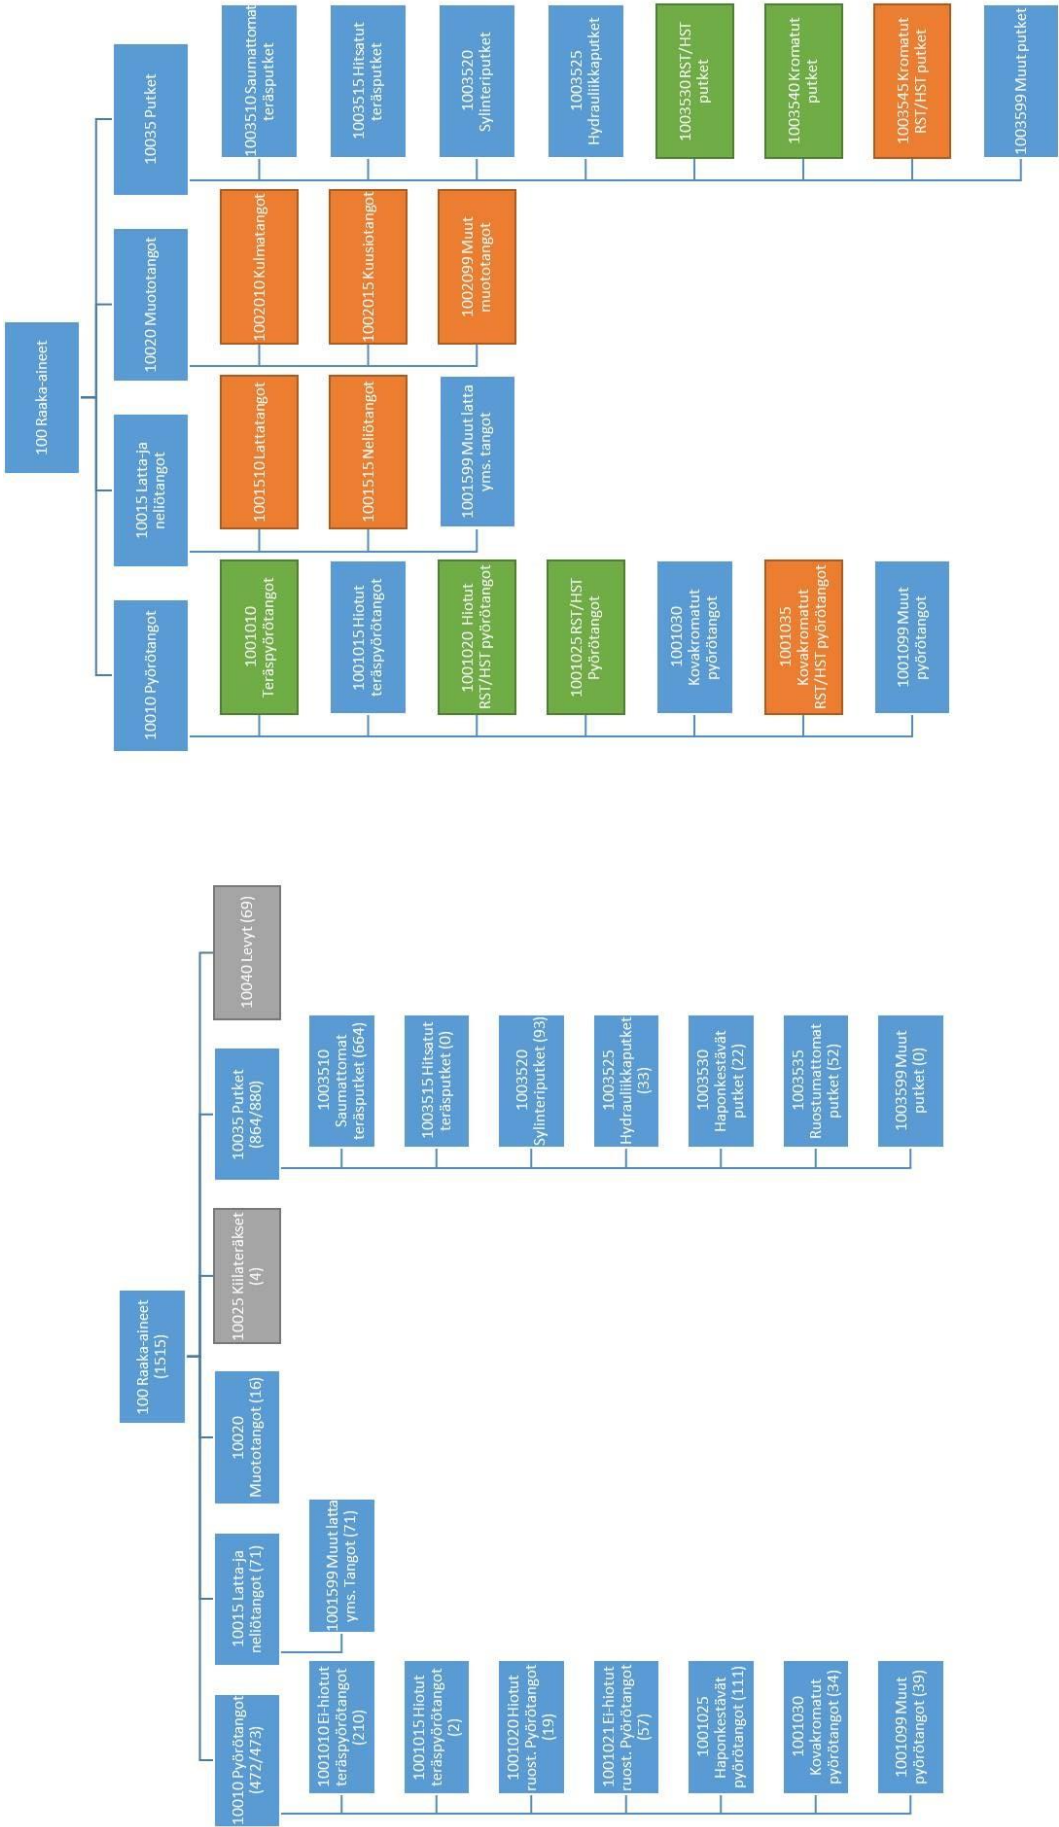 100 Raaka-aineet
(1515)
10010 Pyörötangot
(472/473)
1001010 Ei-hiotut
teräspyörötangot
(210)
1001015 Hiotut
teräspyörötangot
(2)
1001020 Hiotut
ruost. Pyörötangot
(19)
1001021 Ei-hiotut
ruost. Pyörötangot
(57)
1001025
Haponkestävät
pyörötangot (111)
1001030
Kovakromatut
pyörötangot (34)
1001099 Muut
pyörötangot (39)
10015 Latta-ja
neliötangot (71)
1001599 Muut latta
yms. Tangot (71)
10020
Muototangot (16)
10025 Kiilateräkset
(4)
10035 Putket
(864/880)
1003510
Saumattomat
teräsputket (664)
1003515 Hitsatut
teräsputket (0)
1003520
Sylinteriputket (93)
1003525
Hydrauliikkaputket
(33)
1003530
Haponkestävät
putket (22)
1003535
Ruostumattomat
putket (52)
1003599 Muut
putket (0)
10040 Levyt (69)
100 Raaka-aineet
10010 Pyörötangot
1001010
Teräspyörötangot
1001015 Hiotut
teräspyörötangot
1001020 Hiotut
RST/HST pyörötangot
1001025 RST/HST
Pyörötangot
1001030
Kovakromatut
pyörötangot
1001035
Kovakromatut
RST/HST pyörötangot
1001099 Muut
pyörötangot
10015 Latta-ja
neliötangot
1001510 Lattatangot
1001515 Neliötangot
1001599 Muut latta
yms. tangot
10020 Muototangot
1002010 Kulmatangot
1002015 Kuusiotangot
1002099 Muut
muototangot
10035 Putket
1003510 Saumattomat
teräsputket
1003515 Hitsatut
teräsputket
1003520
Sylinteriputket
1003525
Hydrauliikkaputket
1003530 RST/HST
putket
1003540 Kromatut
putket
1003545 Kromatut
RST/HST putket
1003599 Muut putket